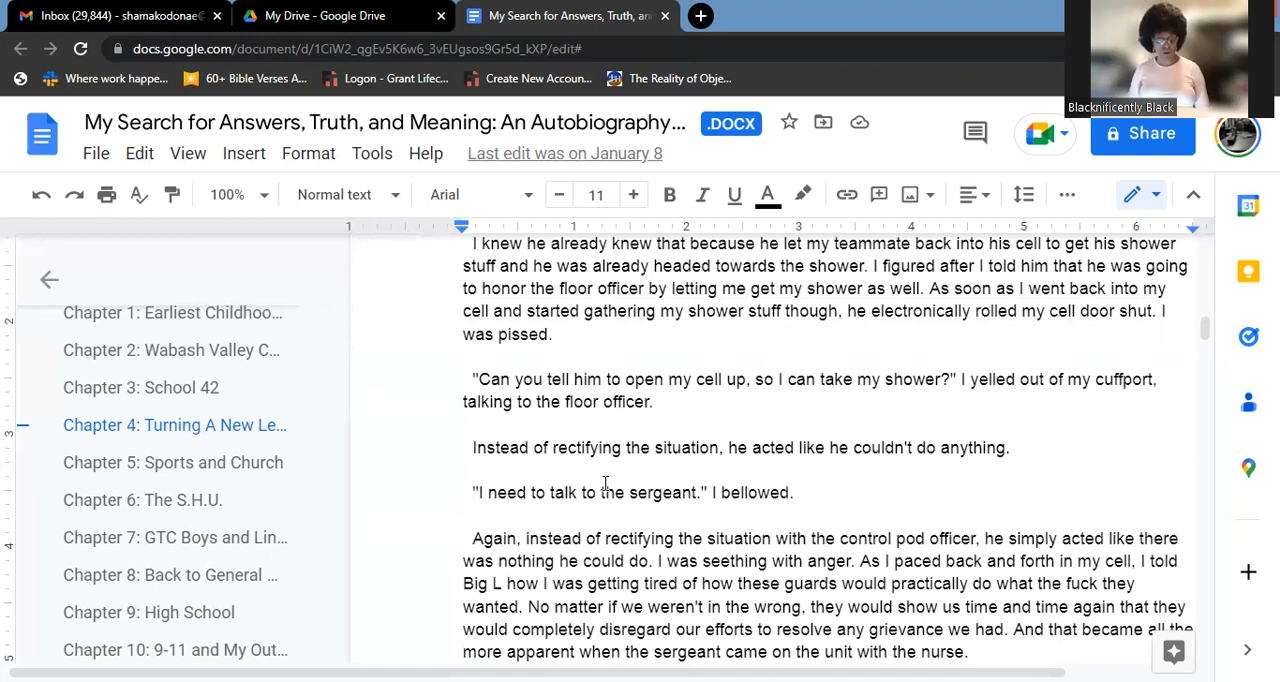 Inbox (29,844) - shamakodonae@
My Drive - Google Drive
My Search for Answers, Truth, an
docs.google.com/document/d/1CiW2_qgEv5K6w6_3vEUgsos9Gr5d_kXP/edit#
Where work happe...
60+ Bible Verses A...
Logon - Grant Lifec...
Create New Accoun...
The Reality of Obje...
Blacknificently Black
My Search for Answers, Truth, and Meaning: An Autobiography...
.DOCX
Share
File Edit View Insert Format Tools Help Last edit was on January 8
100% Normal text Arial 11 B I U A
1 1 2 3 4 5 6
2
3
4
5
31
Chapter 1: Earliest Childhoo...
Chapter 2: Wabash Valley C...
Chapter 3: School 42
Chapter 4: Turning A New Le...
Chapter 5: Sports and Church
Chapter 6: The S.H.U.
Chapter 7: GTC Boys and Lin...
Chapter 8: Back to General ...
Chapter 9: High School
Chapter 10: 9-11 and My Out...
I knew he already knew that because he let my teammate back into his cell to get his shower
stuff and he was already headed towards the shower. I figured after I told him that he was going
to honor the floor officer by letting me get my shower as well. As soon as I went back into my
cell and started gathering my shower stuff though, he electronically rolled my cell door shut. I
was pissed.
"Can you tell him to open my cell up, so I can take my shower?" I yelled out of my cuffport,
talking to the floor officer.
Instead of rectifying the situation, he acted like he couldn't do anything.
"I need to talk to the sergeant." I bellowed.
Again, instead of rectifying the situation with the control pod officer, he simply acted like there
was nothing he could do. I was seething with anger. As I paced back and forth in my cell, I told
Big L how I was getting tired of how these guards would practically do what the fuck they
wanted. No matter if we weren't in the wrong, they would show us time and time again that they
would completely disregard our efforts to resolve any grievance we had. And that became all the
more apparent when the sergeant came on the unit with the nurse.